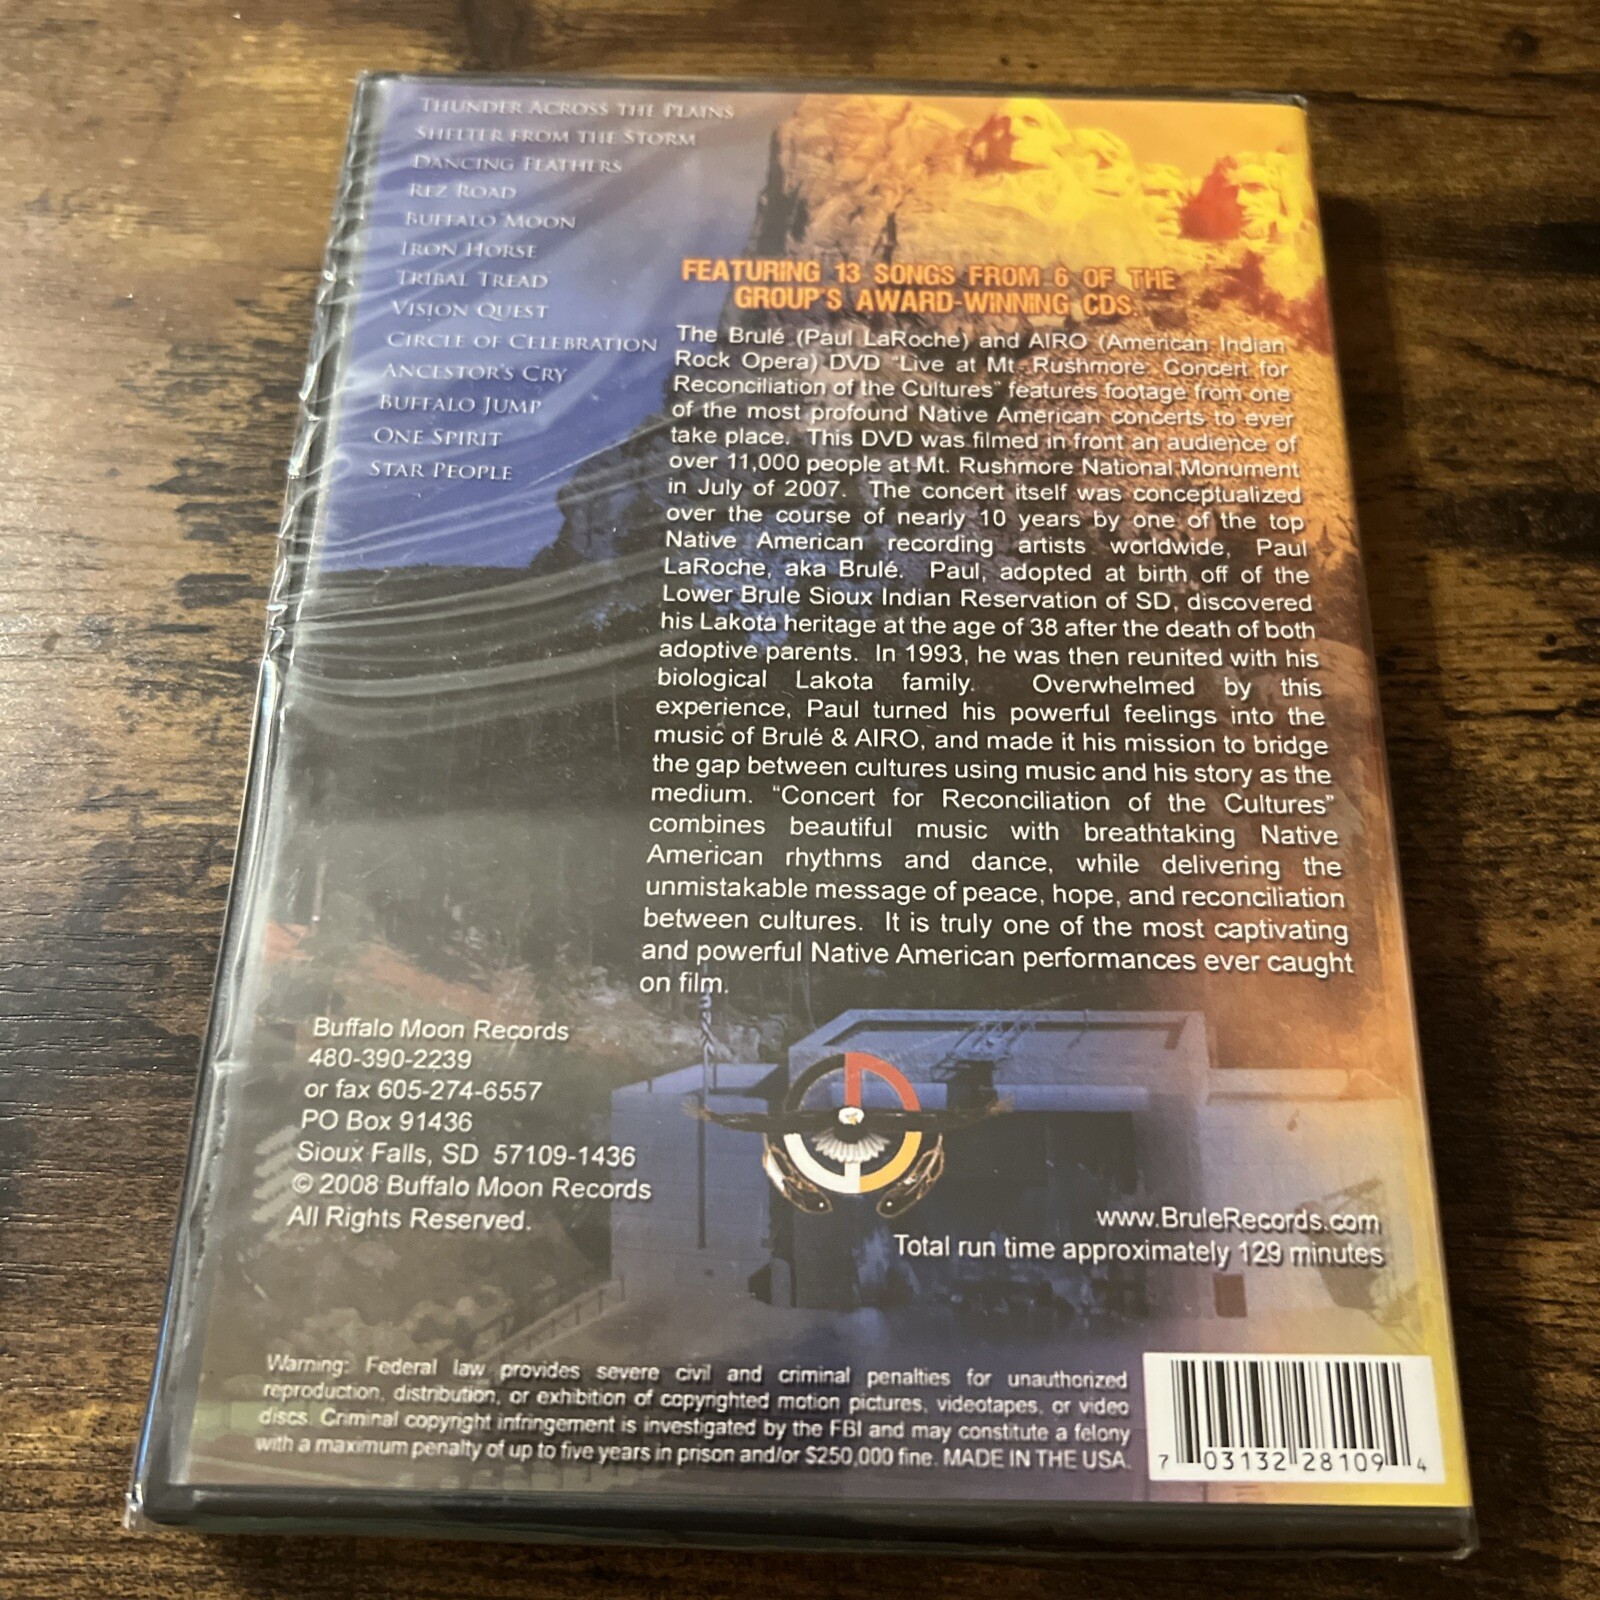 THUNDER ACROSS THE PLAINS
SHELTER FROM THE STORM
DANCING FEATHERS
REZ ROAD
BUFFALO MOON
IRON HORSE
TRIBAL TREAD
VISION QUEST
CIRCLE OF CELEBRATION
ANCESTOR'S CRY
BUFFALO JUMP
ONE SPIRIT
STAR PEOPLE
FEATURING 13 SONGS FROM 6 OF THE
GROUP'S AWARD-WINNING CDS.
The Brulé (Paul LaRoche) and AIRO (American Indian
Rock Opera) DVD "Live at Mt. Rushmore: Concert for
Reconciliation of the Cultures" features footage from one
of the most profound Native American concerts to ever
take place. This DVD was filmed in front an audience of
over 11,000 people at Mt. Rushmore National Monument
in July of 2007. The concert itself was conceptualized
over the course of nearly 10 years by one of the top
Native American recording artists worldwide, Paul
LaRoche, aka Brulé. Paul, adopted at birth off of the
Lower Brule Sioux Indian Reservation of SD, discovered
his Lakota heritage at the age of 38 after the death of both
adoptive parents. In 1993, he was then reunited with his
biological Lakota family. Overwhelmed by this
experience, Paul turned his powerful feelings into the
music of Brulé & AIRO, and made it his mission to bridge
the gap between cultures using music and his story as the
medium. “Concert for Reconciliation of the Cultures”
combines beautiful music with breathtaking Native
American rhythms and dance, while delivering the
unmistakable message of peace, hope, and reconciliation
between cultures. It is truly one of the most captivating
and powerful Native American performances ever caught
on film.
Buffalo Moon Records
480-390-2239
or fax 605-274-6557
PO Box 91436
Sioux Falls, SD 57109-1436
© 2008 Buffalo Moon Records
All Rights Reserved.
www.BruleRecords.com
Total run time approximately 129 minutes
Warning: Federal law provides severe civil and criminal penalties for unauthorized
reproduction, distribution, or exhibition of copyrighted motion pictures, videotapes, or video
discs. Criminal copyright infringement is investigated by the FBI and may constitute a felony
with a maximum penalty of up to five years in prison and/or $250,000 fine. MADE IN THE USA.
7 03132 28109 4